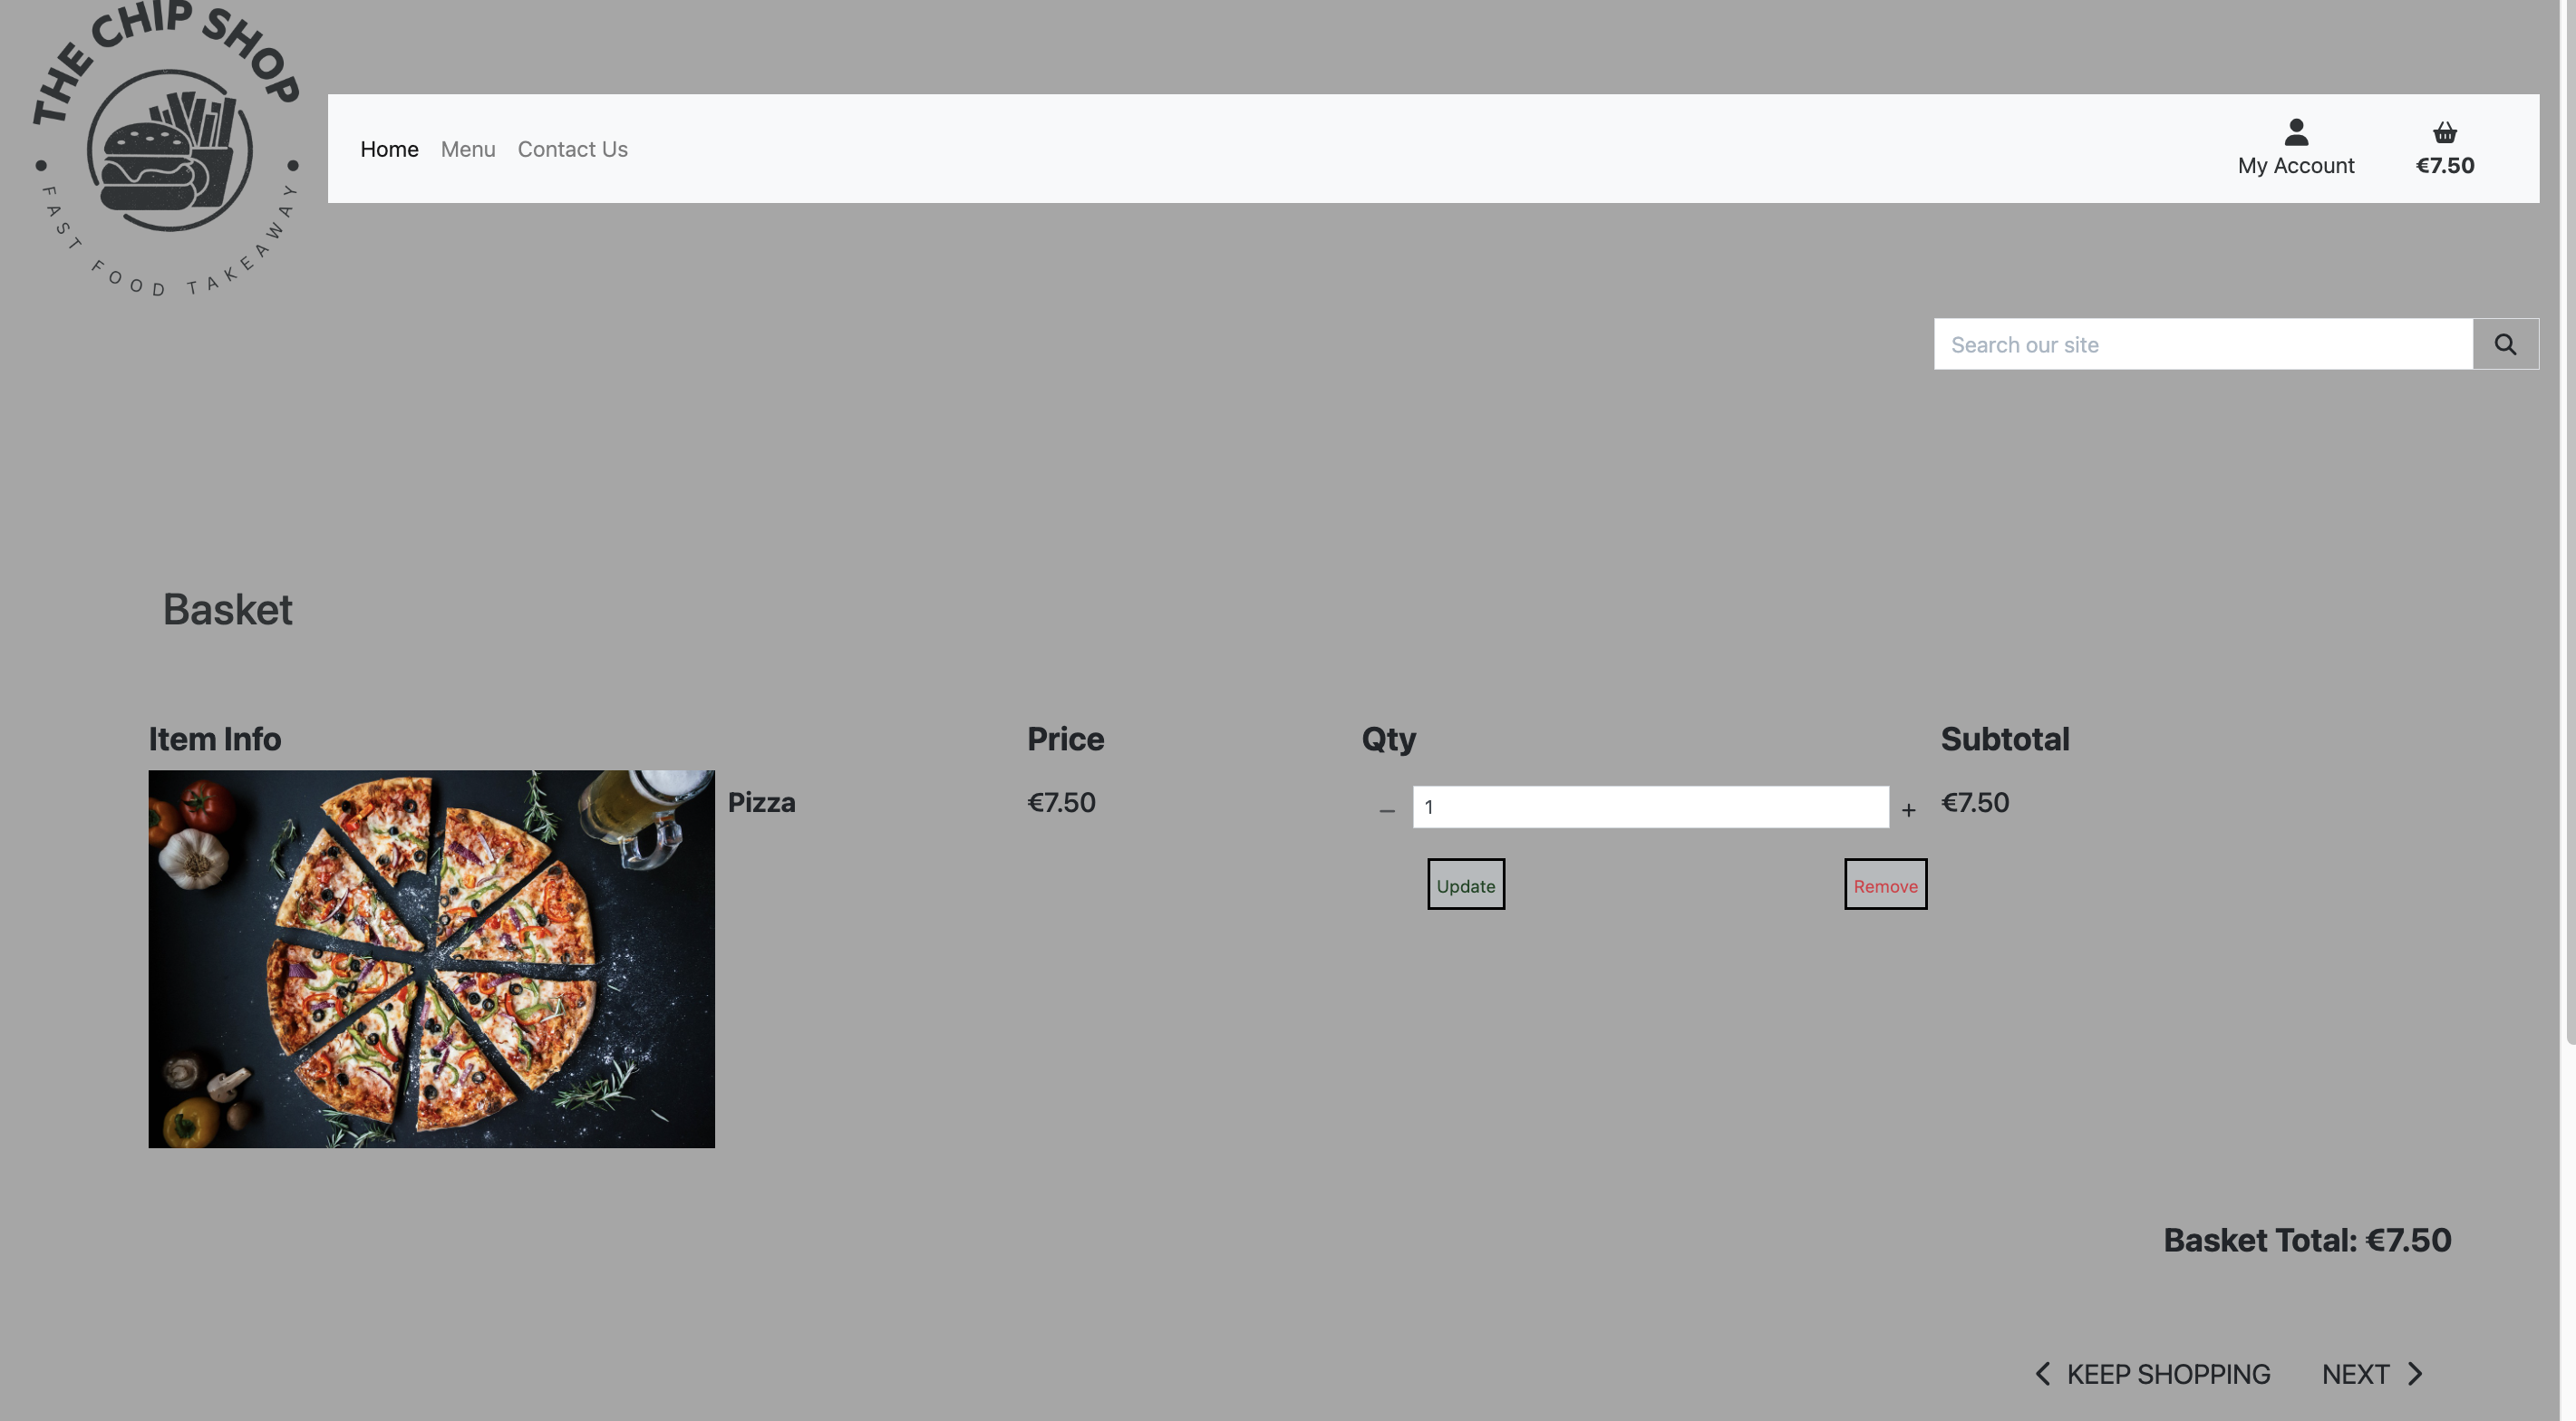 THE CHIP SHOP
FAST FOOD TAKEAWAY
Home Menu Contact Us
My Account
€7.50
Search our site
Basket
Item Info Price Qty Subtotal
Pizza €7.50 – 1 + €7.50
Update Remove
Basket Total: €7.50
KEEP SHOPPING NEXT